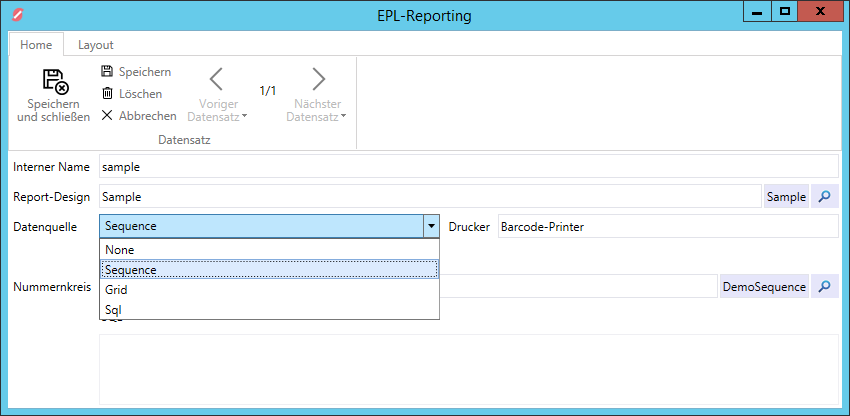 EPL-Reporting
Home Layout
Speichern und schließen
Speichern
Löschen
Abbrechen
Voriger Datensatz
1/1
Nächster Datensatz
Datensatz
Interner Name sample
Report-Design Sample Sample
Datenquelle Sequence Drucker Barcode-Printer
None
Sequence
Nummernkreis DemoSequence
Grid
Sql